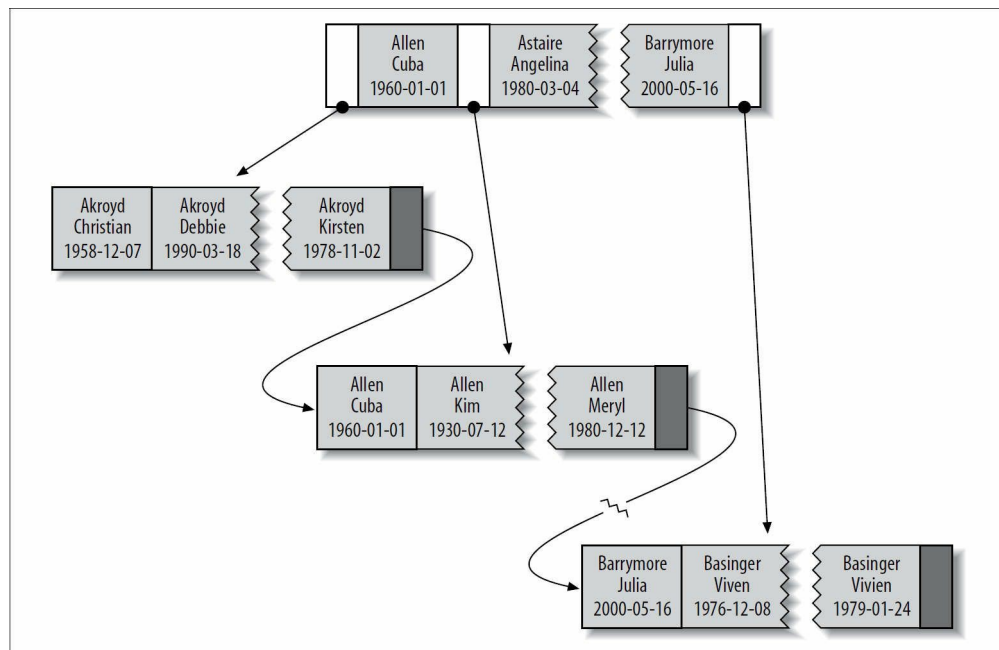 Allen
Cuba
1960-01-01
Astaire
Angelina
1980-03-04
Barrymore
Julia
2000-05-16
Akroyd
Christian
1958-12-07
Akroyd
Debbie
1990-03-18
Akroyd
Kirsten
1978-11-02
Allen
Cuba
1960-01-01
Allen
Kim
1930-07-12
Allen
Meryl
1980-12-12
Barrymore
Julia
2000-05-16
Basinger
Viven
1976-12-08
Basinger
Vivien
1979-01-24